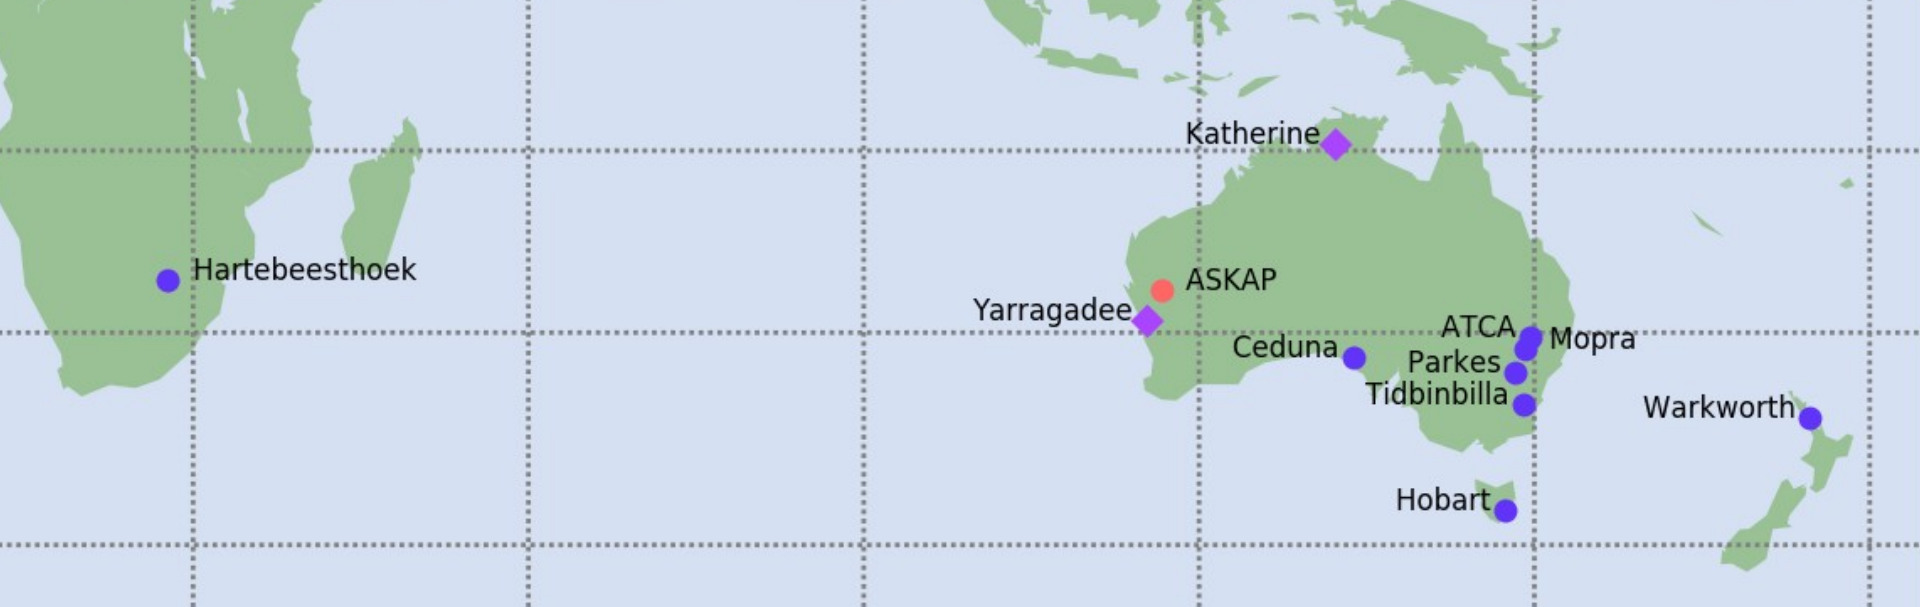 Katherine
Hartebeesthoek
ASKAP
Yarragadee
ATCA
Mopra
Ceduna
Parkes
Tidbinbilla
Warkworth
Hobart